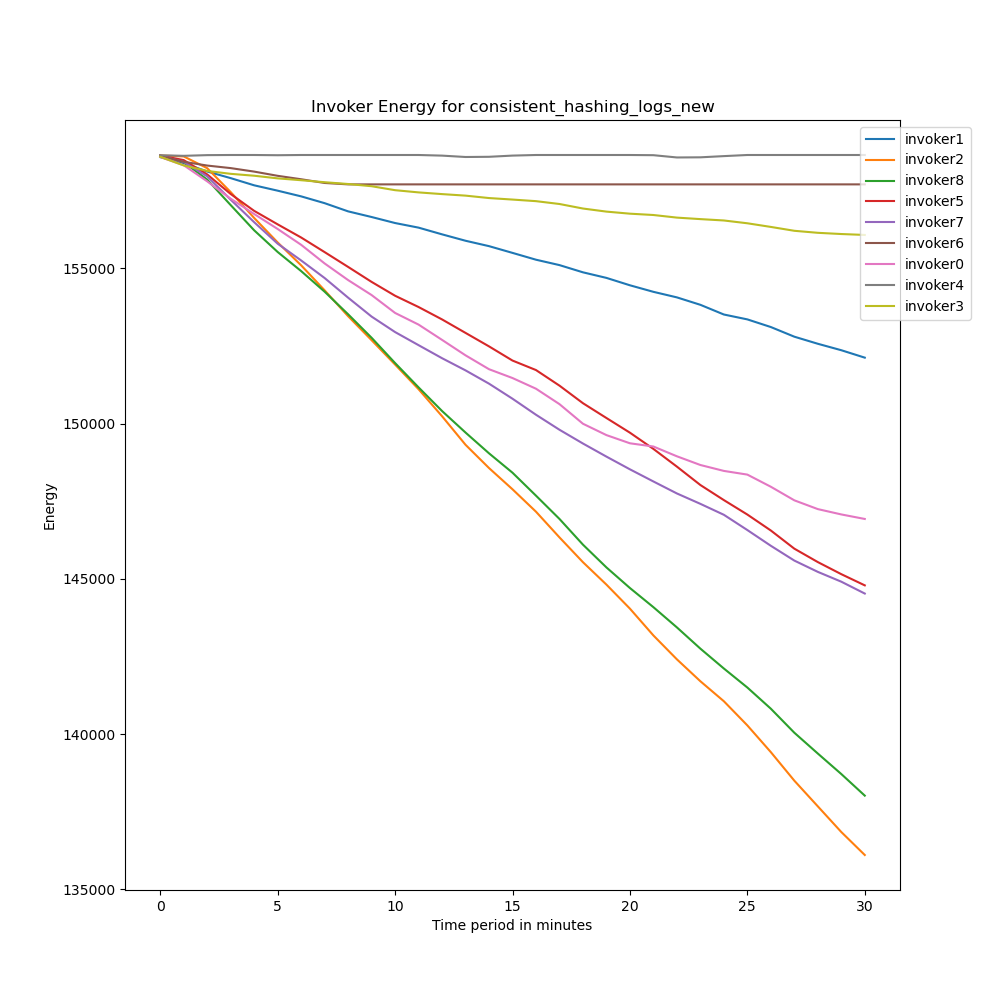 Invoker Energy for consistent_hashing_logs_new
invoker1
invoker2
invoker8
invoker5
invoker7
invoker6
invoker0
invoker4
invoker3
155000
150000
145000
140000
135000
Energy
0 5 10 15 20 25 30
Time period in minutes